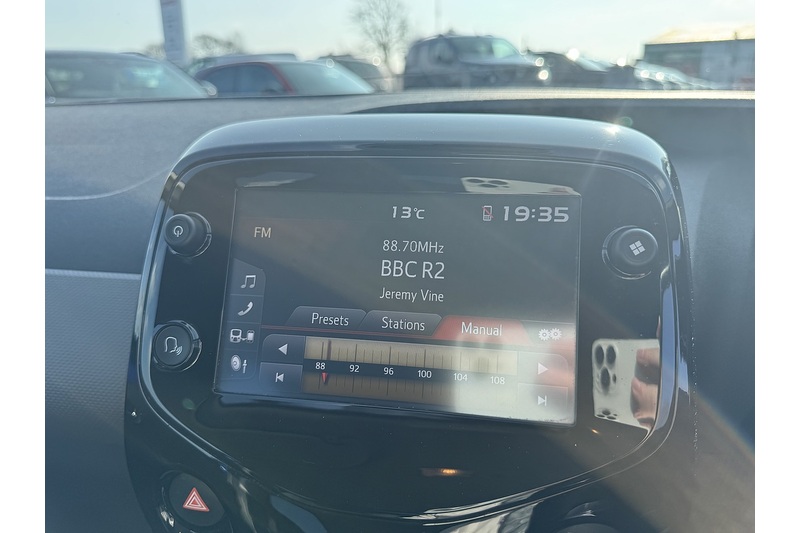 13°C
19:35
FM
88.70MHz
BBC R2
Jeremy Vine
Presets
Stations
Manual
88 92 96 100 104 108